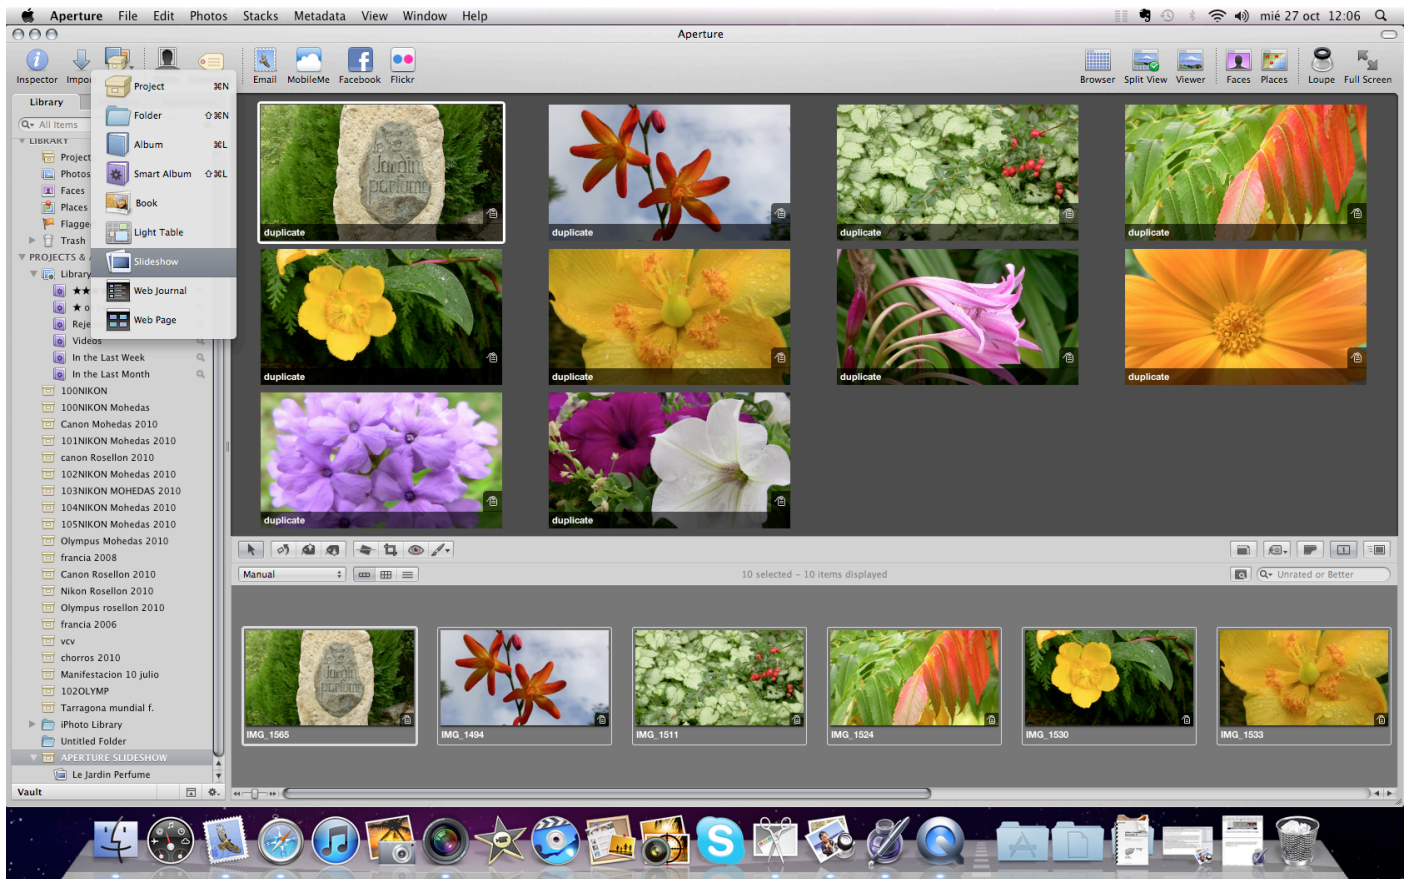 Aperture File Edit Photos Stacks Metadata View Window Help
mié 27 oct 12:06
Aperture
Inspector Impor
Email MobileMe Facebook Flickr
Browser Split View Viewer Faces Places Loupe Full Screen
Library
All Items
Project ⌘N
Folder ⇧⌘N
Album ⌘L
Smart Album ⇧⌘L
Book
Light Table
Slideshow
Web Journal
Web Page
LIBRARY
Project
Photos
Faces
Places
Flagge
Trash
PROJECTS & A
Library
★★
★ o
Reje
Videos
In the Last Week
In the Last Month
100NIKON
100NIKON Mohedas
Canon Mohedas 2010
101NIKON Mohedas 2010
canon Rosellon 2010
102NIKON Mohedas 2010
103NIKON MOHEDAS 2010
104NIKON Mohedas 2010
105NIKON Mohedas 2010
Olympus Mohedas 2010
francia 2008
Canon Rosellon 2010
Nikon Rosellon 2010
Olympus rosellon 2010
francia 2006
vcv
chorros 2010
Manifestacion 10 julio
102OLYMP
Tarragona mundial f.
iPhoto Library
Untitled Folder
APERTURE SLIDESHOW
Le Jardin Perfume
Vault
Le
Jardin
parfumé
duplicate duplicate duplicate duplicate
duplicate duplicate duplicate duplicate
duplicate duplicate
Manual
10 selected – 10 items displayed
Unrated or Better
Jardin
parfumé
IMG_1565 IMG_1494 IMG_1511 IMG_1524 IMG_1530 IMG_1533